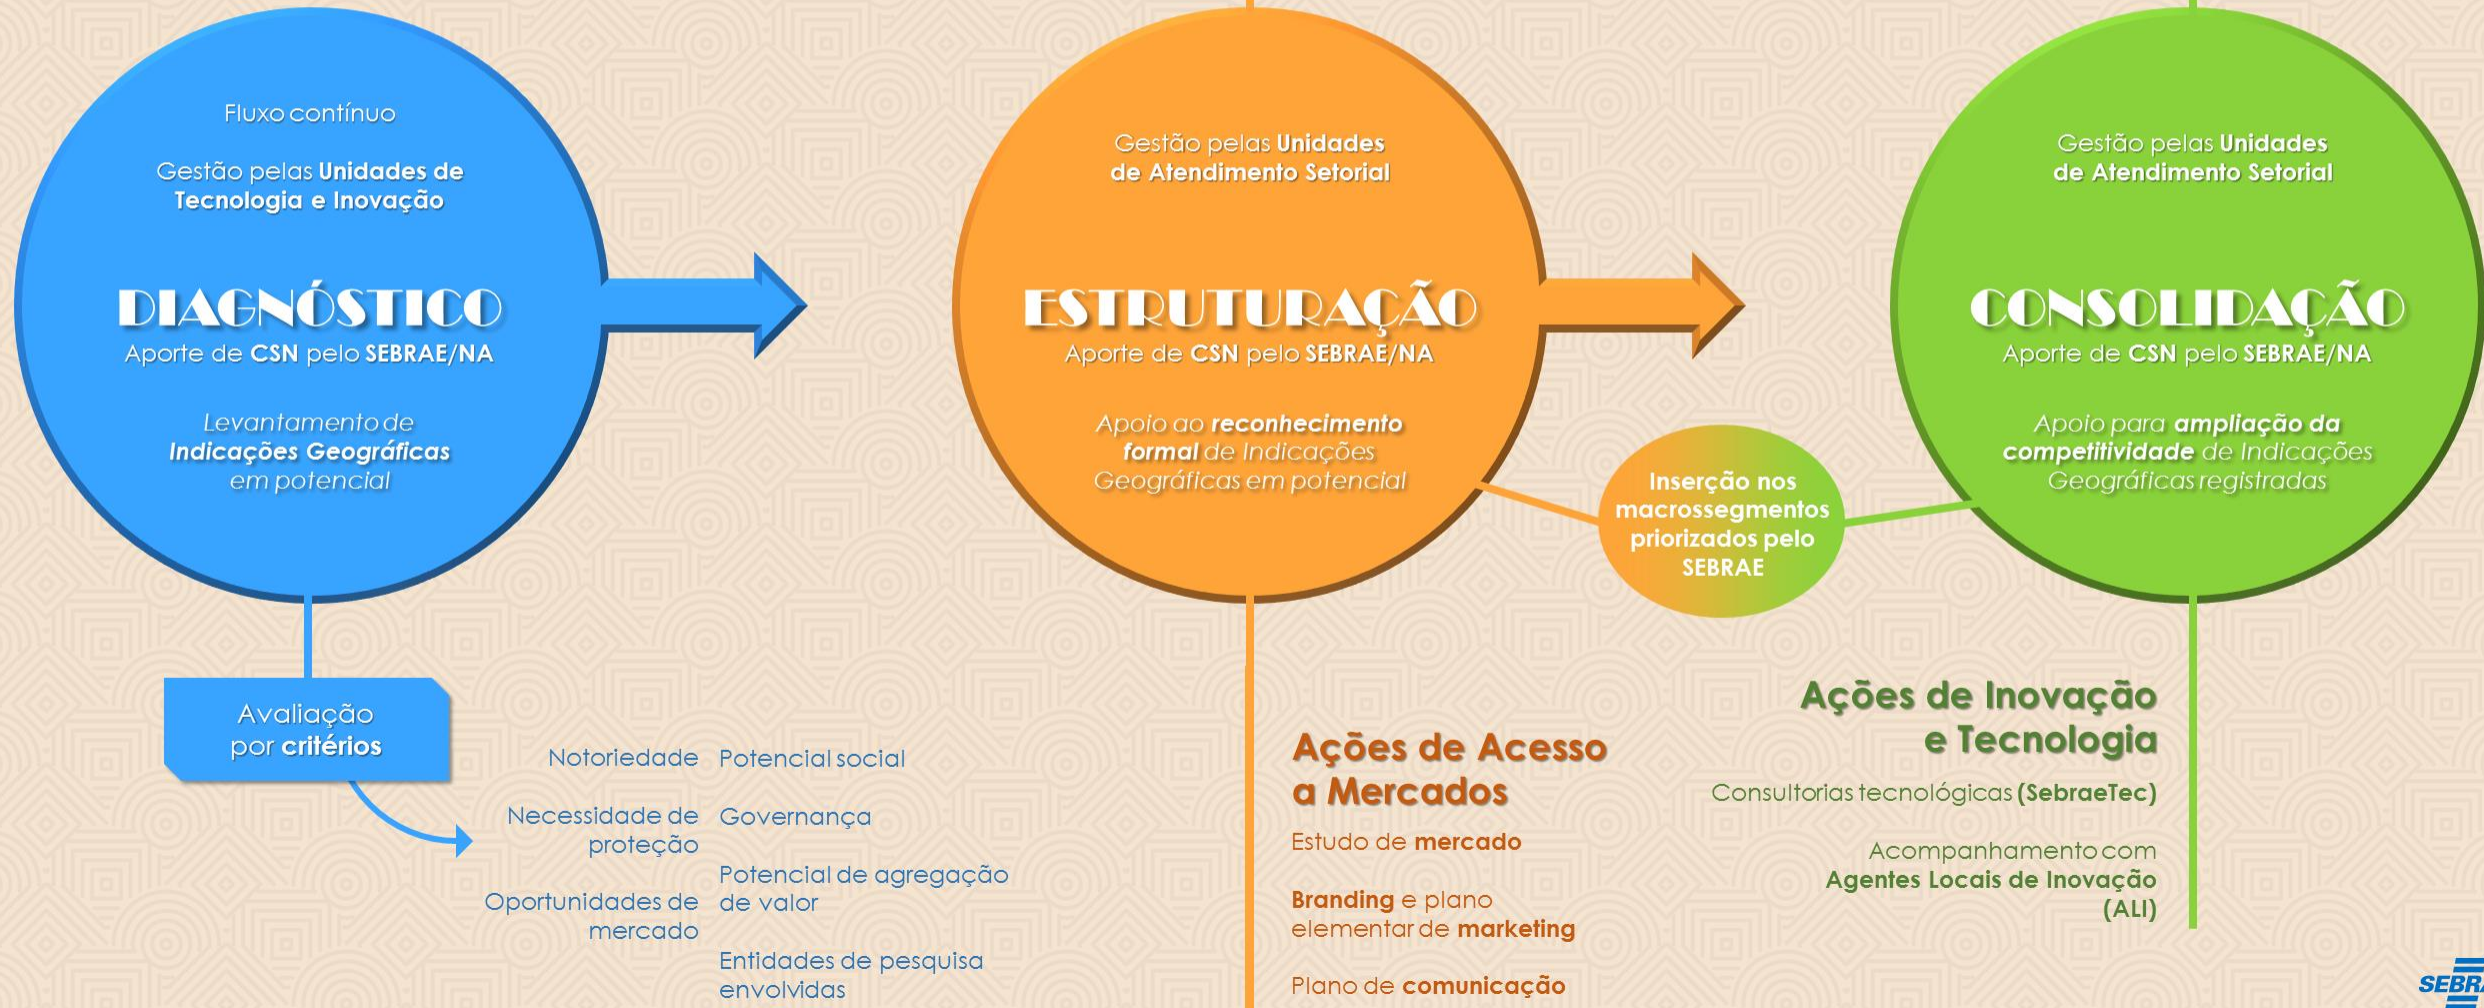 Fluxo contínuo
Gestão pelas Unidades de
Tecnologia e Inovação
DIAGNÓSTICO
Aporte de CSN pelo SEBRAE/NA
Levantamento de
Indicações Geográficas
em potencial
Avaliação
por critérios
Notoriedade
Necessidade de
proteção
Oportunidades de
mercado
Potencial social
Governança
Potencial de agregação
de valor
Entidades de pesquisa
envolvidas
Gestão pelas Unidades
de Atendimento Setorial
ESTRUTURAÇÃO
Aporte de CSN pelo SEBRAE/NA
Apoio ao reconhecimento
formal de Indicações
Geográficas em potencial
Ações de Acesso
a Mercados
Estudo de mercado
Branding e plano
elementar de marketing
Plano de comunicação
Inserção nos
macrossegmentos
priorizados pelo
SEBRAE
Gestão pelas Unidades
de Atendimento Setorial
CONSOLIDAÇÃO
Aporte de CSN pelo SEBRAE/NA
Apoio para ampliação da
competitividade de Indicações
Geográficas registradas
Ações de Inovação
e Tecnologia
Consultorias tecnológicas (SebraeTec)
Acompanhamento com
Agentes Locais de Inovação
(ALI)